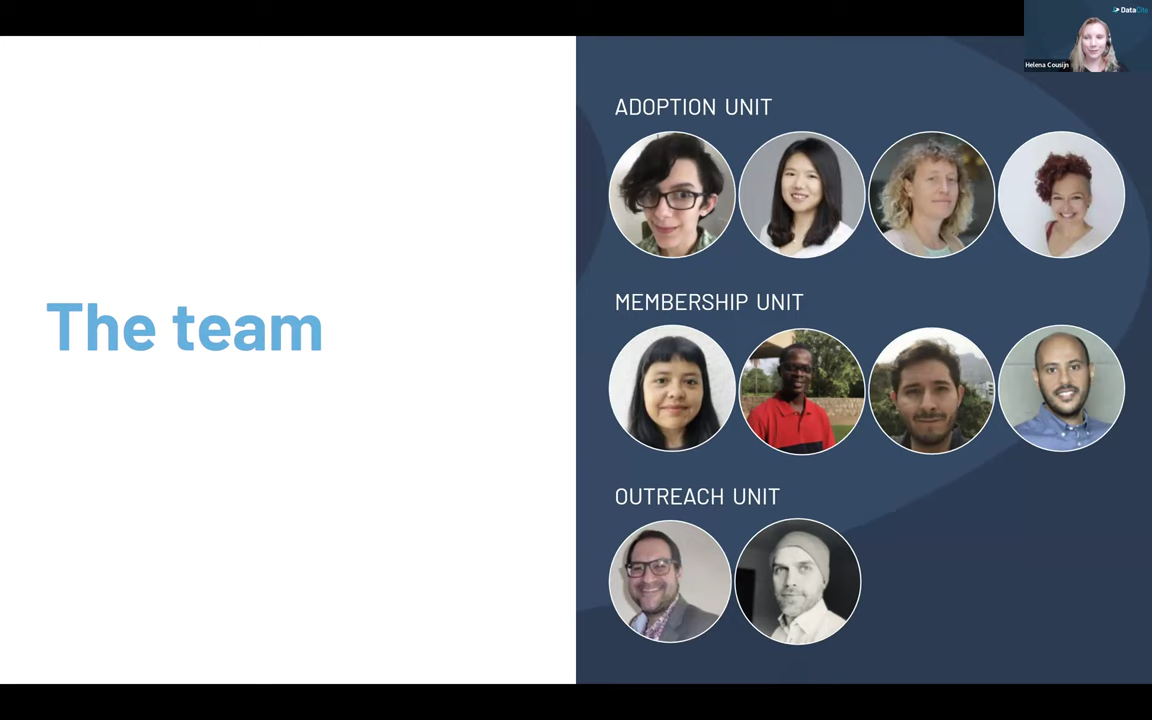 DataCite
Helena Cousijn
ADOPTION UNIT
The team
MEMBERSHIP UNIT
OUTREACH UNIT